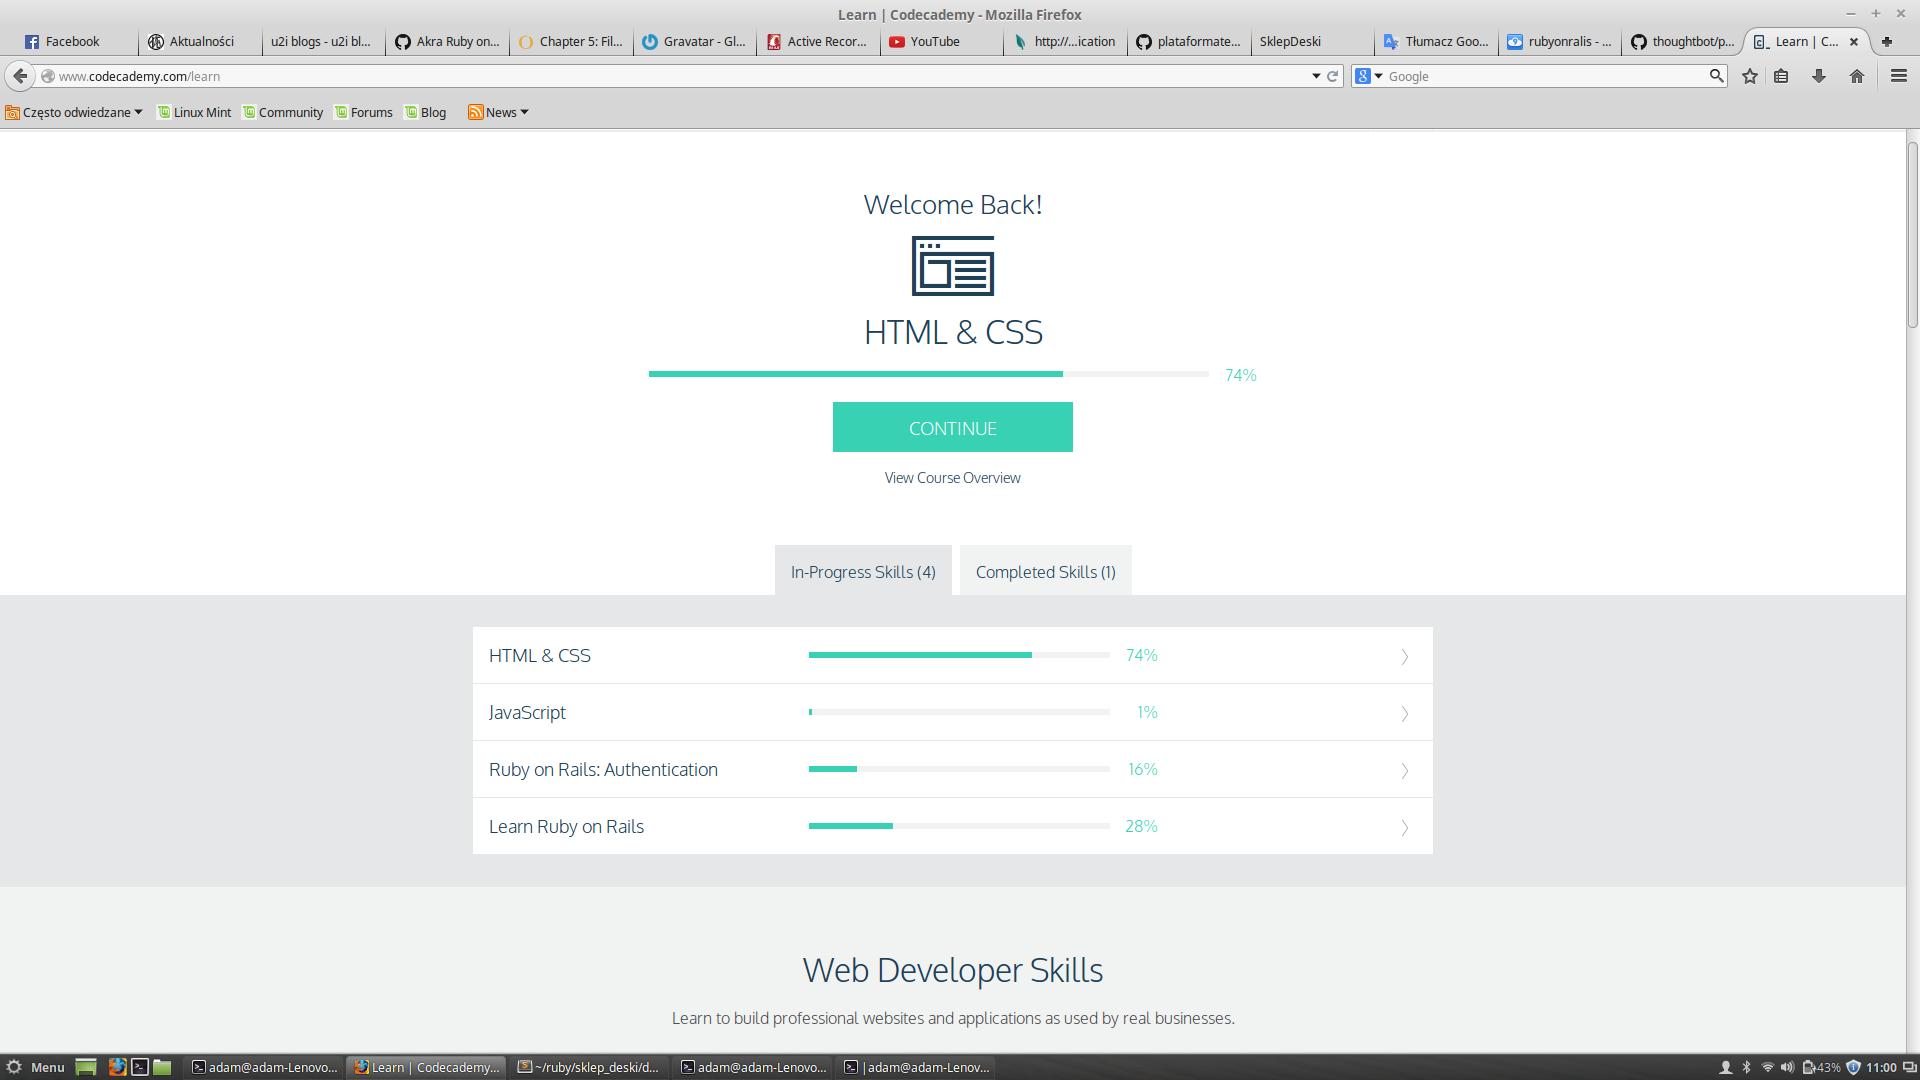 Learn | Codecademy - Mozilla Firefox
Facebook
Aktualności
u2i blogs - u2i bl...
Akra Ruby on...
Chapter 5: Fil...
Gravatar - Gl...
Active Recor...
YouTube
http://...ication
plataformate...
SklepDeski
Tłumacz Goo...
rubyonralis - ...
thoughtbot/p...
Learn | C...
www.codecademy.com/learn
Google
Często odwiedzane
Linux Mint
Community
Forums
Blog
News
Welcome Back!
HTML & CSS
74%
CONTINUE
View Course Overview
In-Progress Skills (4)
Completed Skills (1)
HTML & CSS 74%
JavaScript 1%
Ruby on Rails: Authentication 16%
Learn Ruby on Rails 28%
Web Developer Skills
Learn to build professional websites and applications as used by real businesses.
Menu
adam@adam-Lenovo...
Learn | Codecademy...
~/ruby/sklep_deski/d...
adam@adam-Lenovo...
|adam@adam-Lenov...
43%
11:00